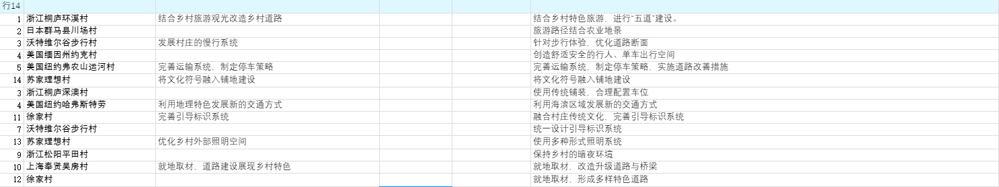 行14
1 浙江桐庐环溪村 结合乡村旅游观光改造乡村道路 结合乡村特色旅游，进行“五道”建设。
2 日本群马县川场村 旅游路径结合农业地景
3 沃特维尔谷步行村 发展村庄的慢行系统 针对步行体验，优化道路断面
4 美国缅因州约克村 创造舒适安全的行人、单车出行空间
5 美国纽约弗农山运河村 完善运输系统，制定停车策略 完善运输系统，制定停车策略，实施道路改善措施
14 苏家理想村 将文化符号融入铺地建设 将文化符号融入铺地建设
3 浙江桐庐深澳村 使用传统铺装，合理配置车位
4 美国纽约哈弗斯特劳 利用地理特色发展新的交通方式 利用海滨区域发展新的交通方式
11 徐家村 完善引导标识系统 融合村庄传统文化，完善引导标识系统
7 沃特维尔谷步行村 统一设计引导标识系统
13 苏家理想村 优化乡村外部照明空间 使用多种形式照明系统
9 浙江松阳平田村 保持乡村的暗夜环境
10 上海奉贤吴房村 就地取材，道路建设展现乡村特色 就地取材，改造升级道路与桥梁
12 徐家村 就地取材，形成多样特色道路